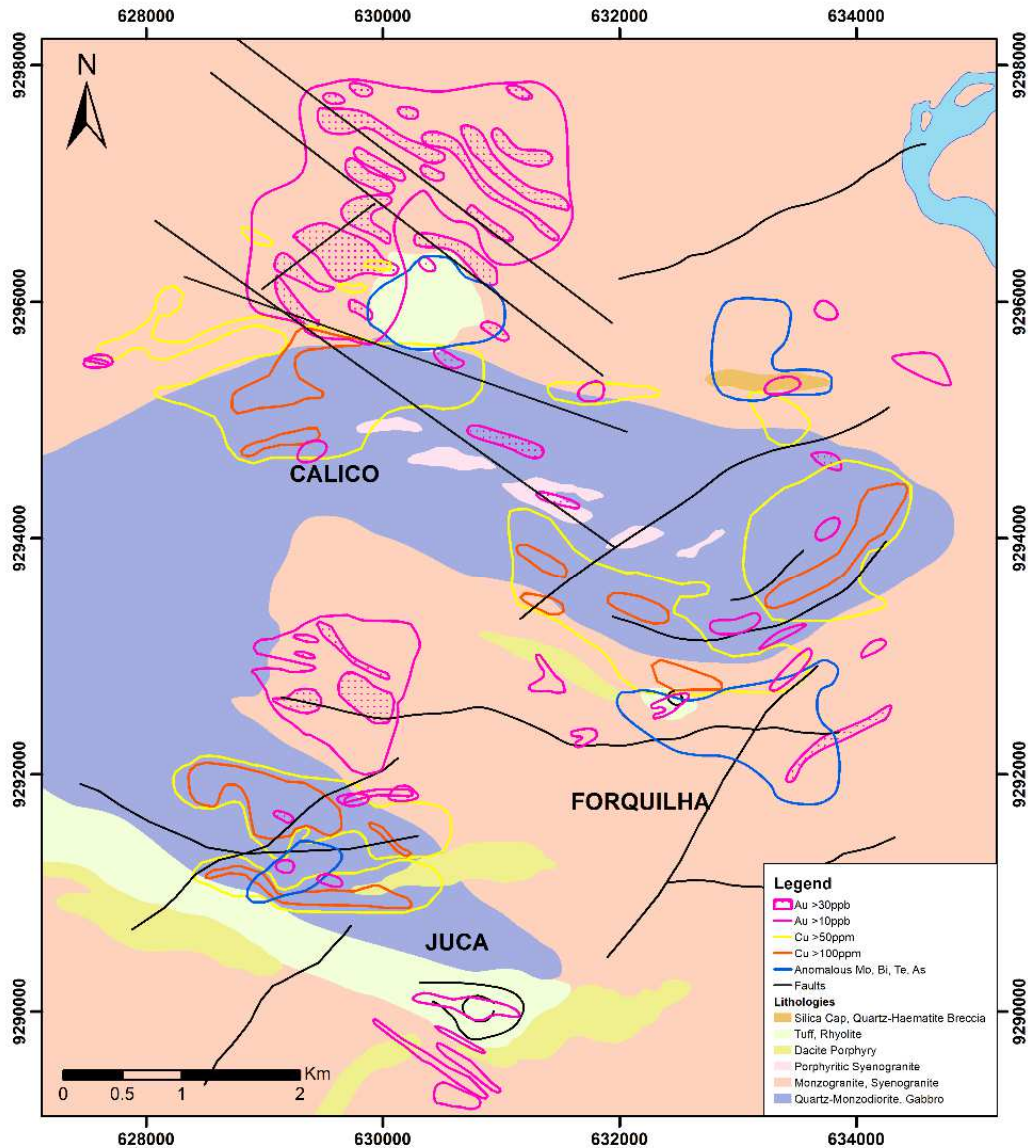 628000 630000 632000 634000
9298000 9298000
N
9296000 9296000
CALICO
9294000 9294000
9292000 9292000
FORQUILHA
Legend
Au >30ppb
Au >10ppb
Cu >50ppm
Cu >100ppm
Anomalous Mo, Bi, Te, As
Faults
Lithologies
Silica Cap, Quartz-Haematite Breccia
Tuff, Rhyolite
Dacite Porphyry
Porphyritic Syenogranite
Monzogranite, Syenogranite
Quartz-Monzodiorite, Gabbro
JUCA
9290000 9290000
Km
0 0.5 1 2
628000 630000 632000 634000